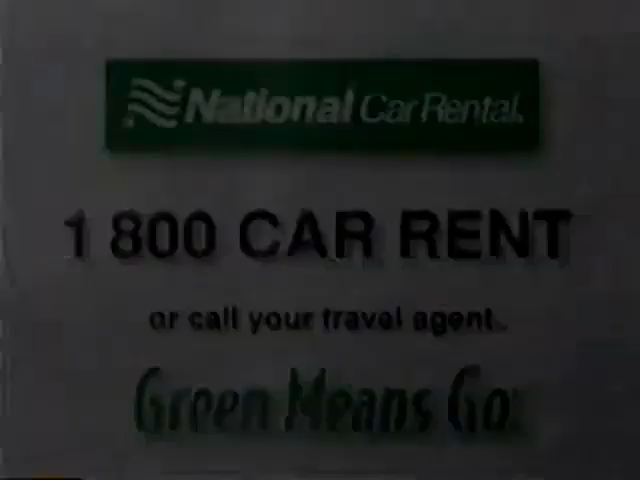 National Car Rental.
1 800 CAR RENT
or call your travel agent.
Green Means Go.